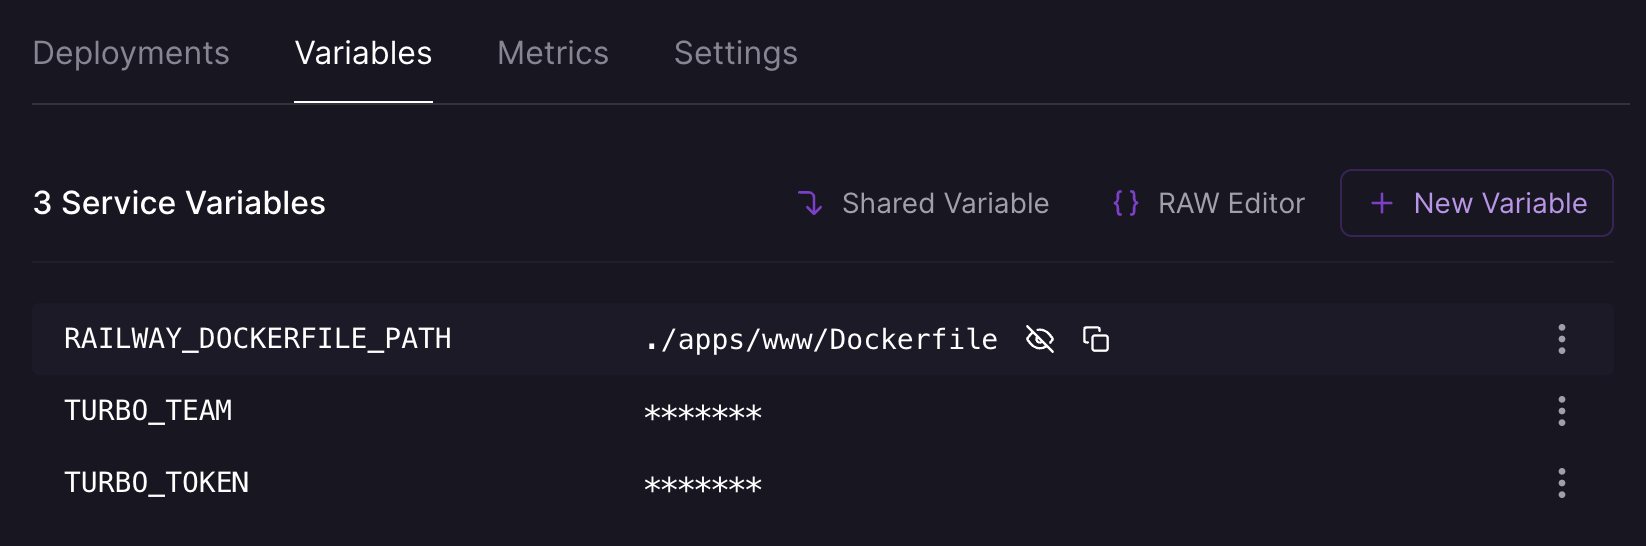 Deployments Variables Metrics Settings
3 Service Variables Shared Variable {} RAW Editor + New Variable
RAILWAY_DOCKERFILE_PATH ./apps/www/Dockerfile
TURBO_TEAM *******
TURBO_TOKEN *******